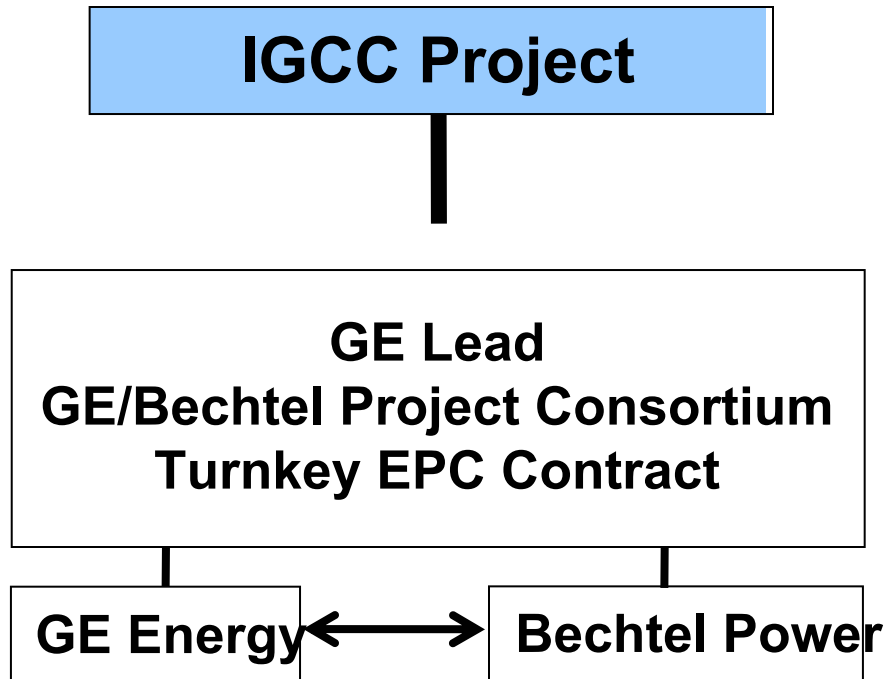 IGCC Project
GE Lead
GE/Bechtel Project Consortium
Turnkey EPC Contract
GE Energy
Bechtel Power